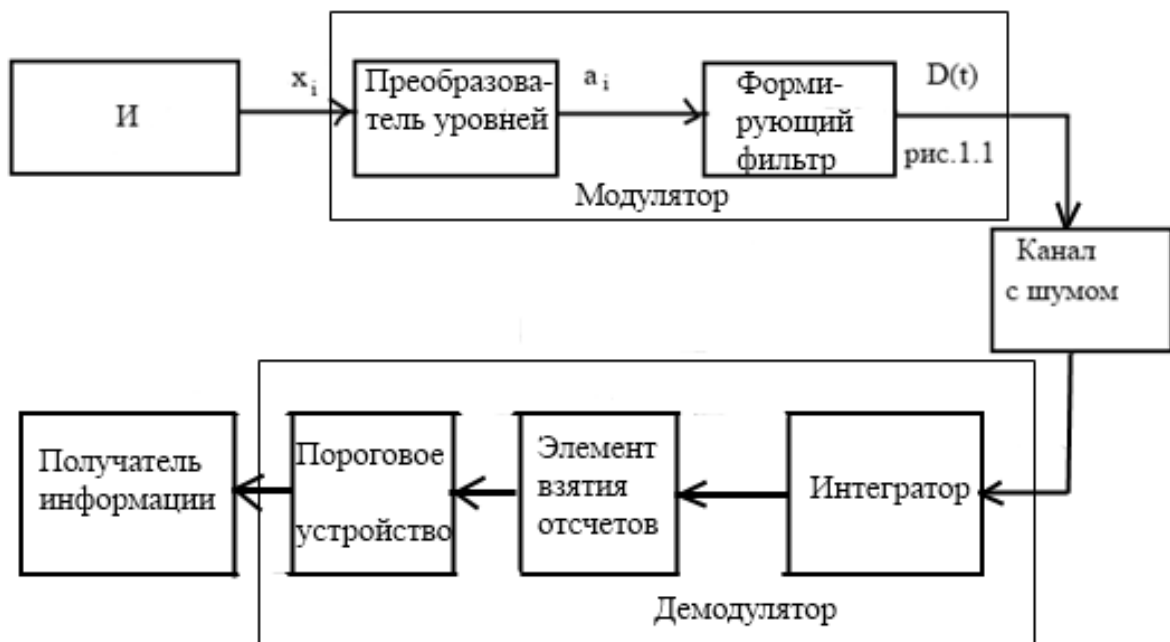 И
x i
Преобразова-
тель уровней
a i
Форми-
рующий
фильтр
D(t)
рис.1.1
Модулятор
Канал
с шумом
Получатель
информации
Пороговое
устройство
Элемент
взятия
отсчетов
Интегратор
Демодулятор